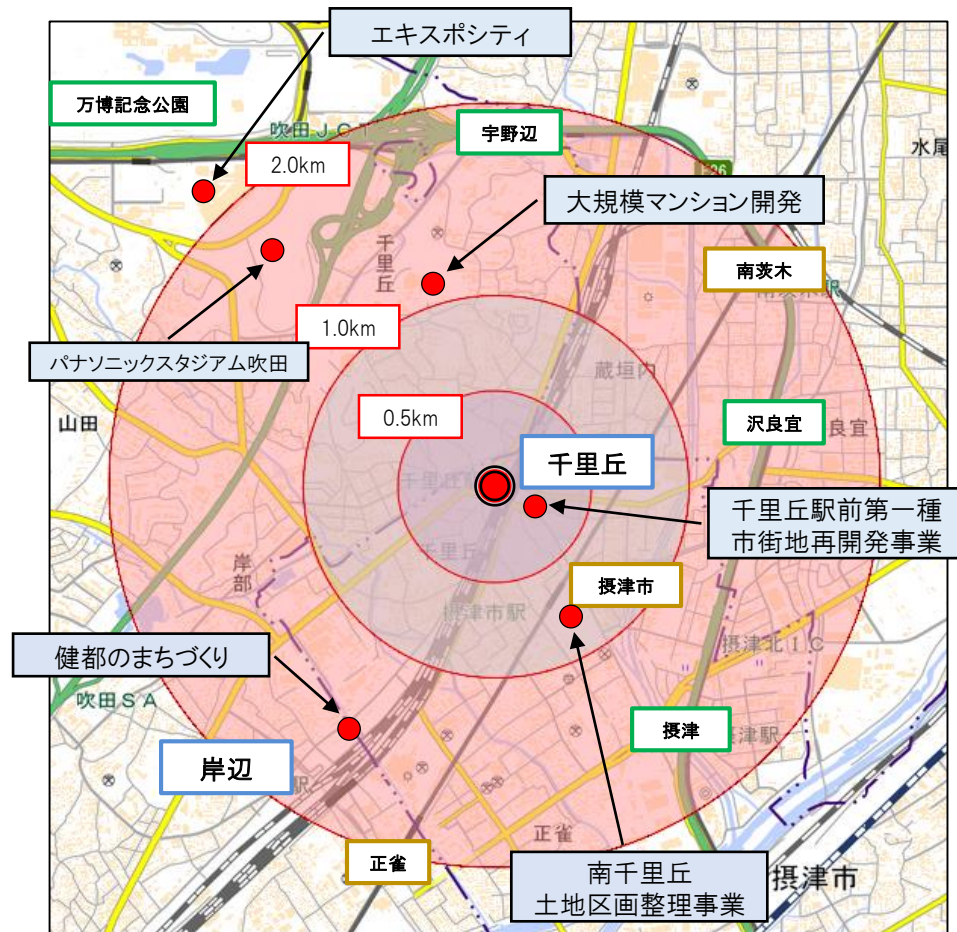 エキスポシティ
万博記念公園
吹田JCT
宇野辺
水尾
2.0km
大規模マンション開発
千里丘
南茨木
1.0km
パナソニックスタジアム吹田
蔵垣内
山田
0.5km
沢良宜
良宜
千里丘
千里丘
千里丘駅前第一種
市街地再開発事業
岸部
摂津市
摂津市駅
健都のまちづくり
摂津北IC
吹田SA
摂津
摂津駅
岸辺
駅
正雀
正雀
南千里丘
土地区画整理事業
摂津市